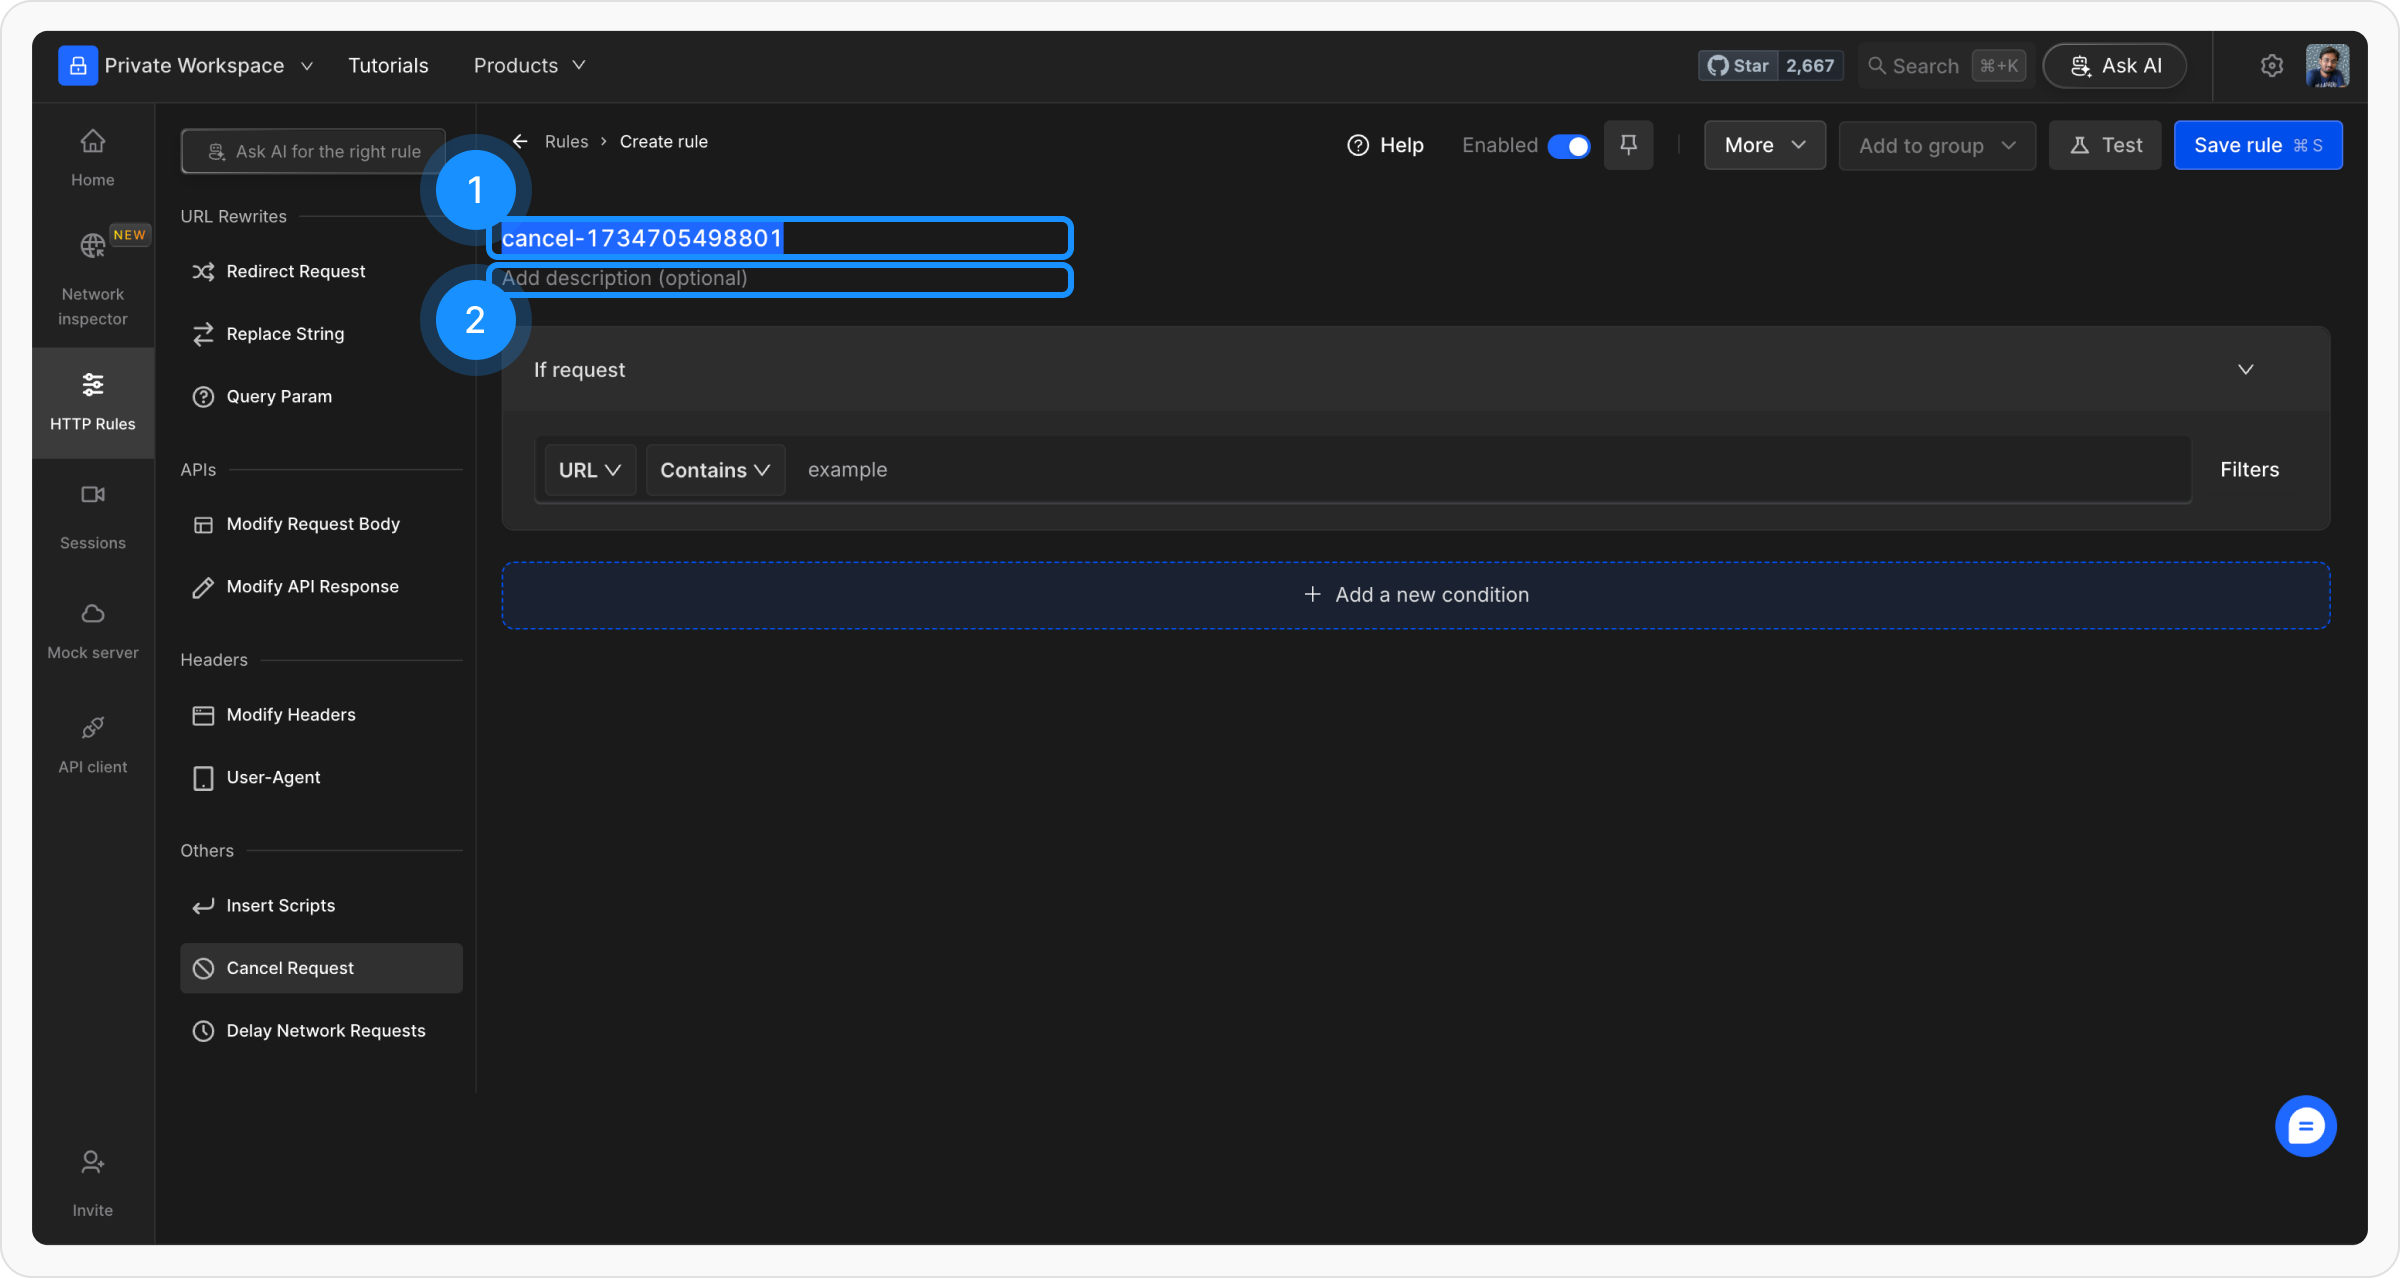 Private Workspace
Tutorials
Products
Star 2,667
Search ⌘+K
Ask AI
Home
NEW
Network
inspector
HTTP Rules
Sessions
Mock server
API client
Invite
Ask AI for the right rule
URL Rewrites
Redirect Request
Replace String
Query Param
APIs
Modify Request Body
Modify API Response
Headers
Modify Headers
User-Agent
Others
Insert Scripts
Cancel Request
Delay Network Requests
Rules > Create rule
Help
Enabled
More
Add to group
Test
Save rule ⌘ S
1
cancel-1734705498801
2
Add description (optional)
If request
URL
Contains
example
Filters
+ Add a new condition